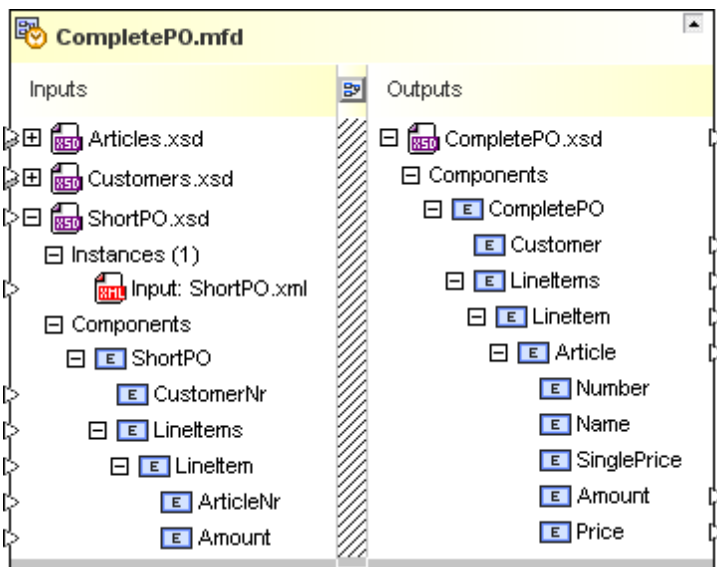 CompletePO.mfd
Inputs
Articles.xsd
Customers.xsd
ShortPO.xsd
Instances (1)
Input: ShortPO.xml
Components
ShortPO
CustomerNr
LineItems
LineItem
ArticleNr
Amount
Outputs
CompletePO.xsd
Components
CompletePO
Customer
LineItems
LineItem
Article
Number
Name
SinglePrice
Amount
Price